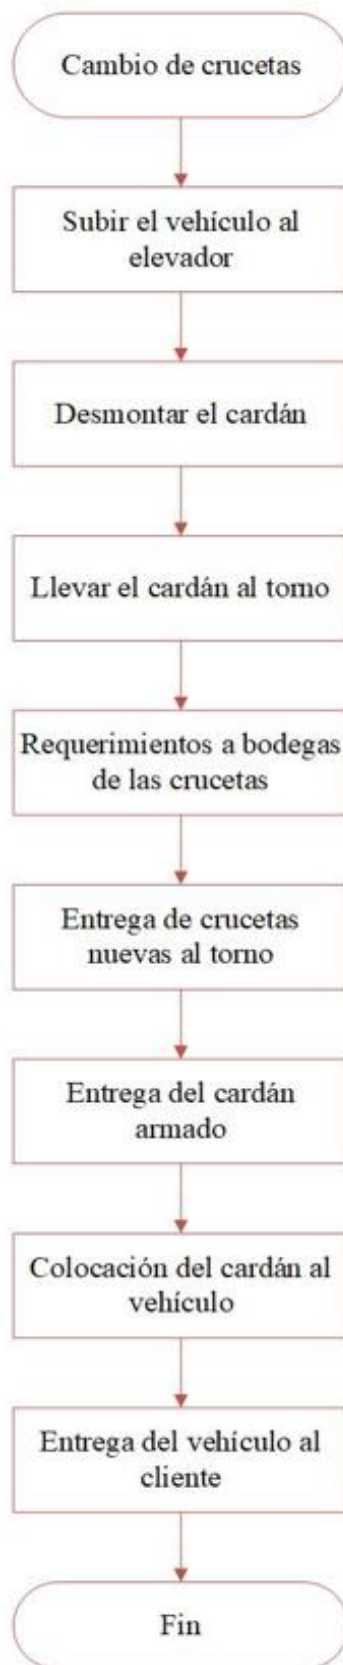 Cambio de crucetas
Subir el vehículo al
elevador
Desmontar el cardán
Llevar el cardán al torno
Requerimientos a bodegas
de las crucetas
Entrega de crucetas
nuevas al torno
Entrega del cardán
armado
Colocación del cardán al
vehículo
Entrega del vehículo al
cliente
Fin